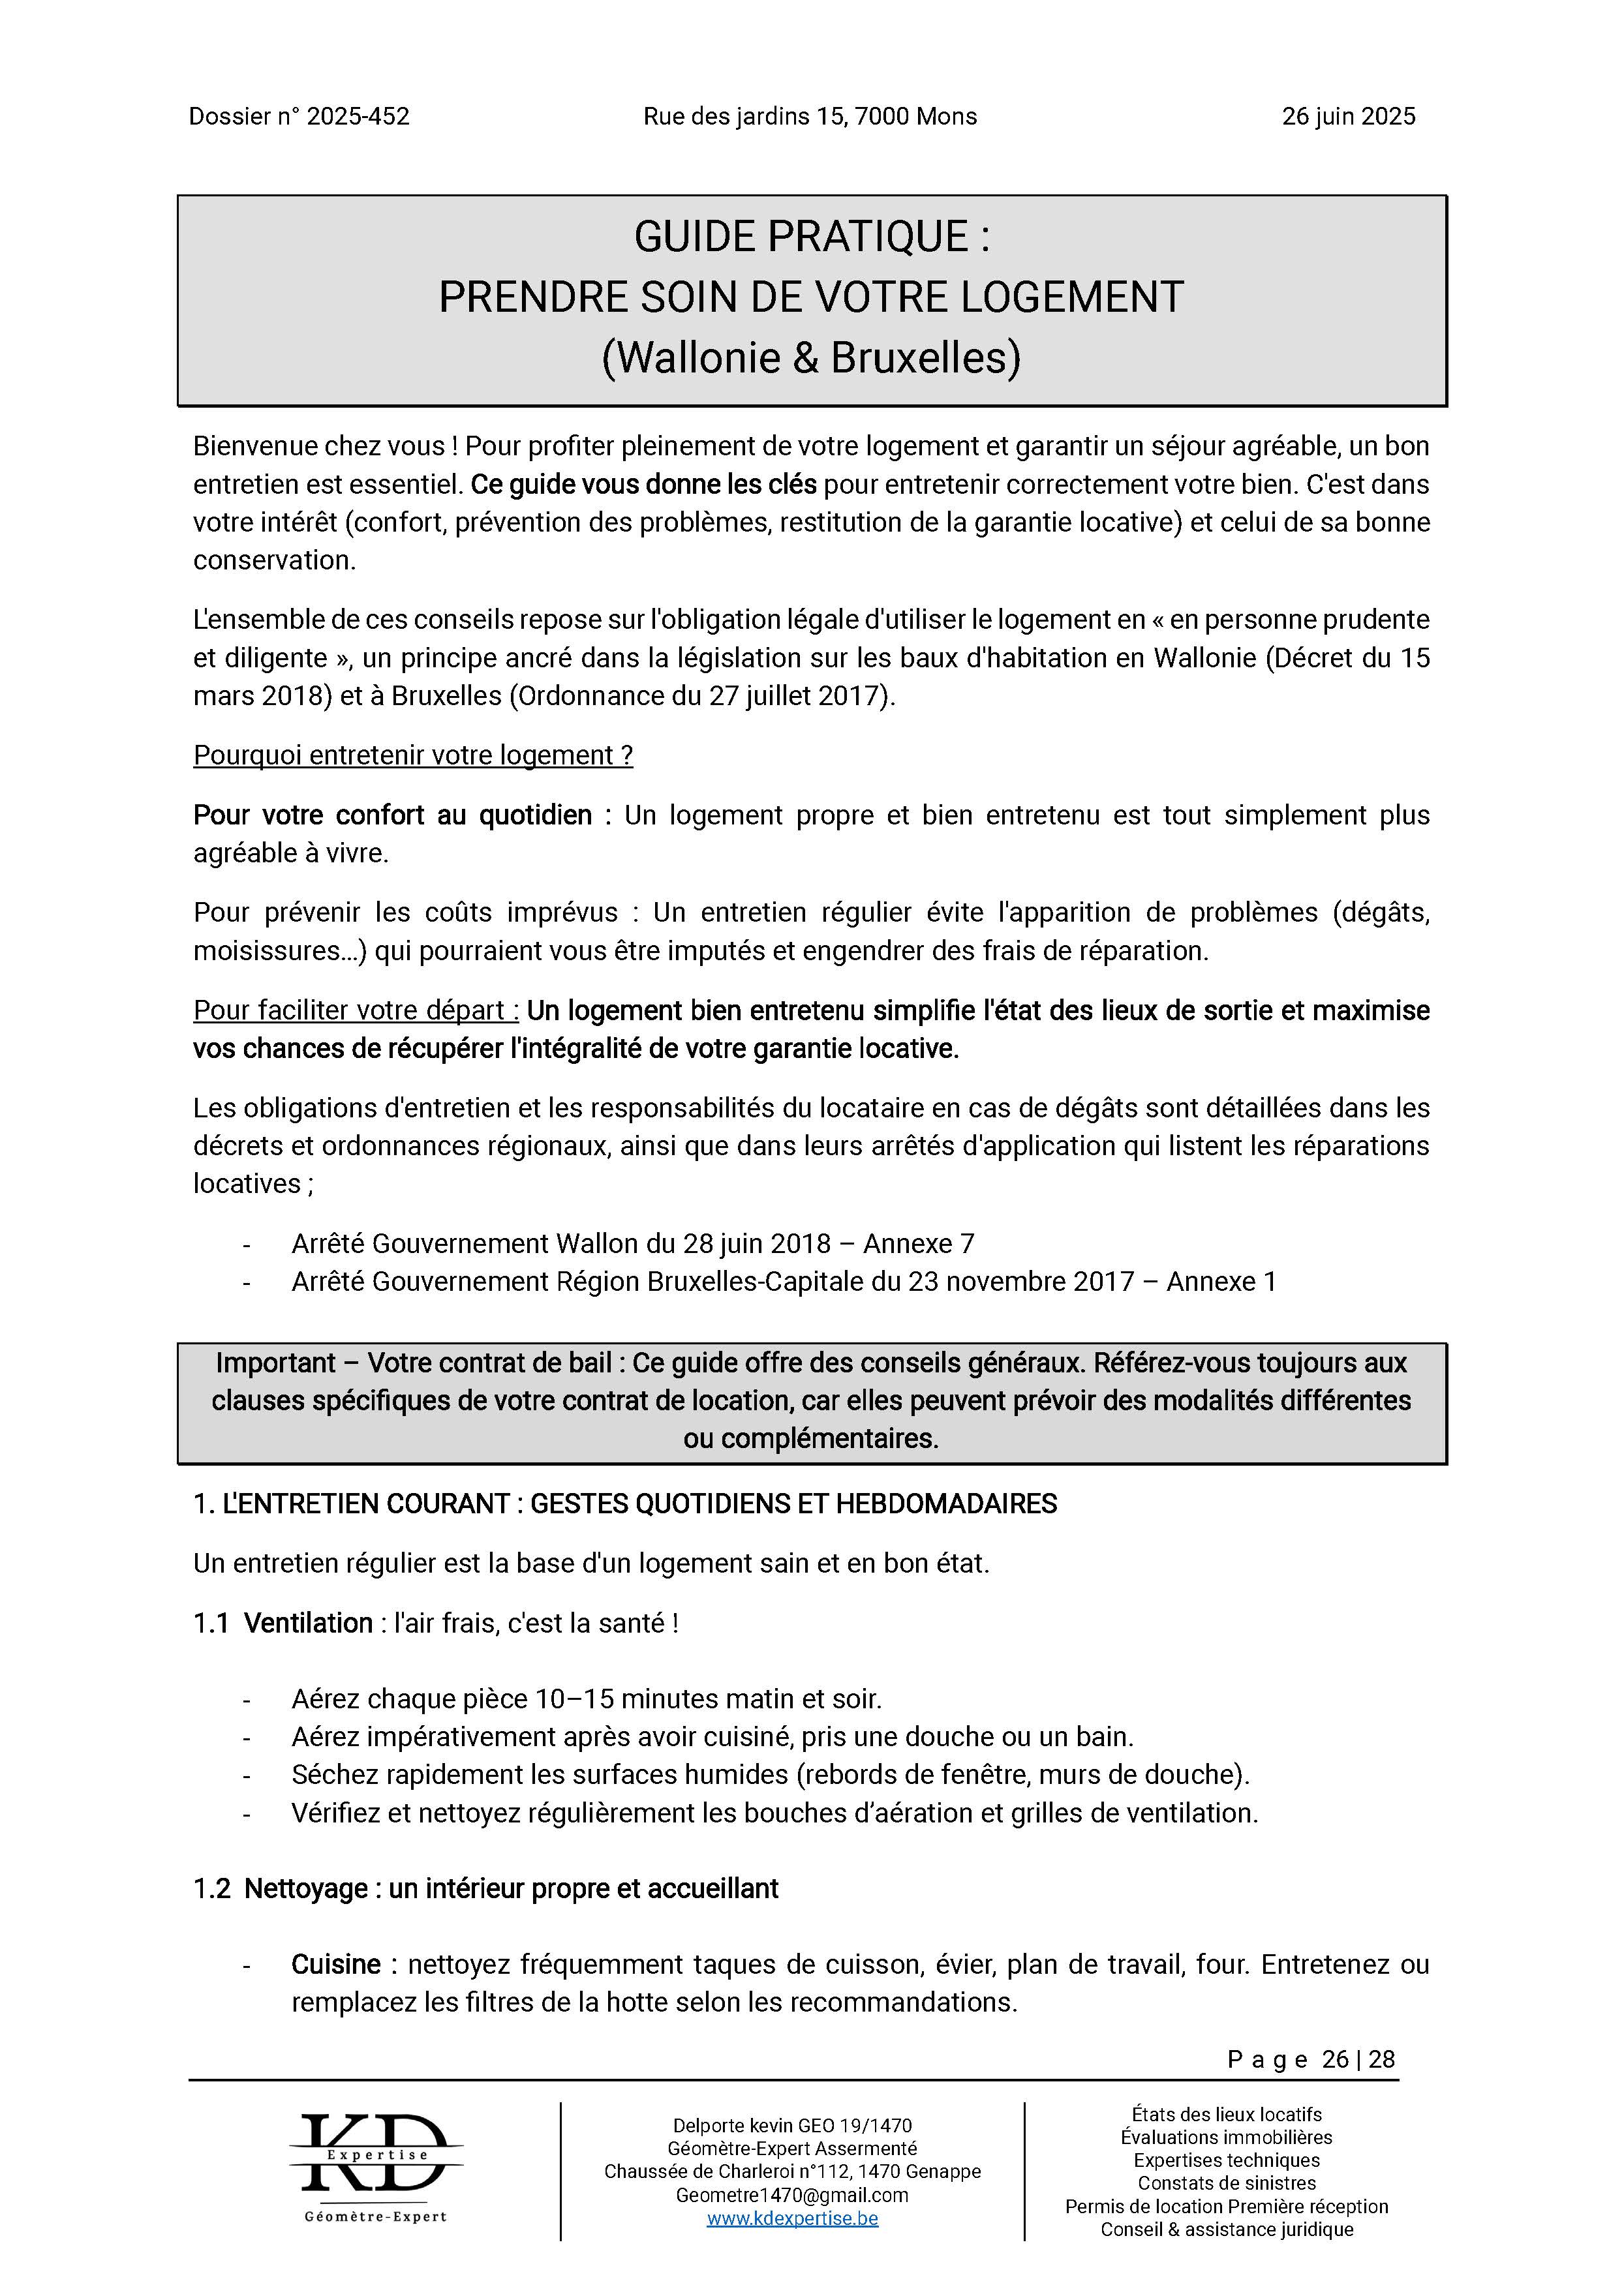 Dossier n° 2025-452
Rue des jardins 15, 7000 Mons
26 juin 2025
GUIDE PRATIQUE :
PRENDRE SOIN DE VOTRE LOGEMENT
(Wallonie & Bruxelles)
Bienvenue chez vous ! Pour profiter pleinement de votre logement et garantir un séjour agréable, un bon
entretien est essentiel. Ce guide vous donne les clés pour entretenir correctement votre bien. C'est dans
votre intérêt (confort, prévention des problèmes, restitution de la garantie locative) et celui de sa bonne
conservation.
L'ensemble de ces conseils repose sur l'obligation légale d'utiliser le logement en « en personne prudente
et diligente », un principe ancré dans la législation sur les baux d'habitation en Wallonie (Décret du 15
mars 2018) et à Bruxelles (Ordonnance du 27 juillet 2017).
Pourquoi entretenir votre logement ?
Pour votre confort au quotidien : Un logement propre et bien entretenu est tout simplement plus
agréable à vivre.
Pour prévenir les coûts imprévus : Un entretien régulier évite l'apparition de problèmes (dégâts,
moisissures...) qui pourraient vous être imputés et engendrer des frais de réparation.
Pour faciliter votre départ : Un logement bien entretenu simplifie l'état des lieux de sortie et maximise
vos chances de récupérer l'intégralité de votre garantie locative.
Les obligations d'entretien et les responsabilités du locataire en cas de dégâts sont détaillées dans les
décrets et ordonnances régionaux, ainsi que dans leurs arrêtés d'application qui listent les réparations
locatives ;
- Arrêté Gouvernement Wallon du 28 juin 2018 – Annexe 7
- Arrêté Gouvernement Région Bruxelles-Capitale du 23 novembre 2017 – Annexe 1
Important – Votre contrat de bail : Ce guide offre des conseils généraux. Référez-vous toujours aux
clauses spécifiques de votre contrat de location, car elles peuvent prévoir des modalités différentes
ou complémentaires.
1. L'ENTRETIEN COURANT : GESTES QUOTIDIENS ET HEBDOMADAIRES
Un entretien régulier est la base d'un logement sain et en bon état.
1.1 Ventilation : l'air frais, c'est la santé !
- Aérez chaque pièce 10–15 minutes matin et soir.
- Aérez impérativement après avoir cuisiné, pris une douche ou un bain.
- Séchez rapidement les surfaces humides (rebords de fenêtre, murs de douche).
- Vérifiez et nettoyez régulièrement les bouches d’aération et grilles de ventilation.
1.2 Nettoyage : un intérieur propre et accueillant
- Cuisine : nettoyez fréquemment taques de cuisson, évier, plan de travail, four. Entretenez ou
remplacez les filtres de la hotte selon les recommandations.
Page 26 | 28
KD
Expertise
Géomètre-Expert
Delporte kevin GEO 19/1470
Géomètre-Expert Assermenté
Chaussée de Charleroi n°112, 1470 Genappe
Geometre1470@gmail.com
www.kdexpertise.be
États des lieux locatifs
Évaluations immobilières
Expertises techniques
Constats de sinistres
Permis de location Première réception
Conseil & assistance juridique